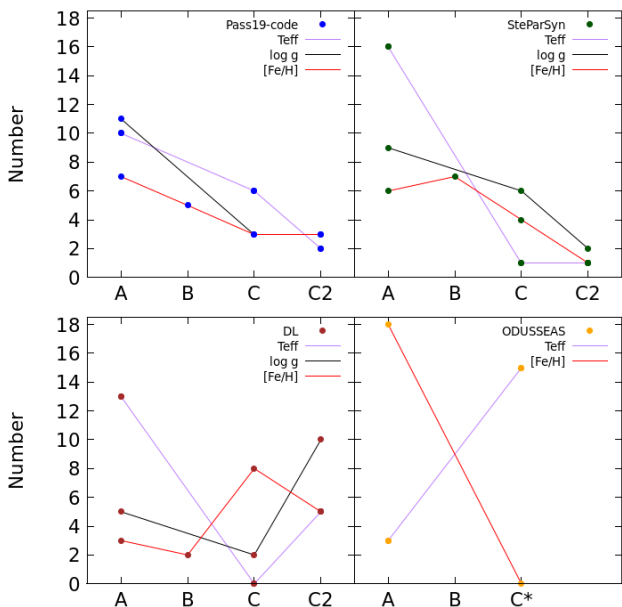 Number
18
16
14
12
10
8
6
4
2
0
Pass19-code
Teff
log g
[Fe/H]
A B C C2
SteParSyn
Teff
log g
[Fe/H]
A B C C2
Number
18
16
14
12
10
8
6
4
2
0
DL
Teff
log g
[Fe/H]
A B C C2
ODUSSEAS
Teff
[Fe/H]
A B C*